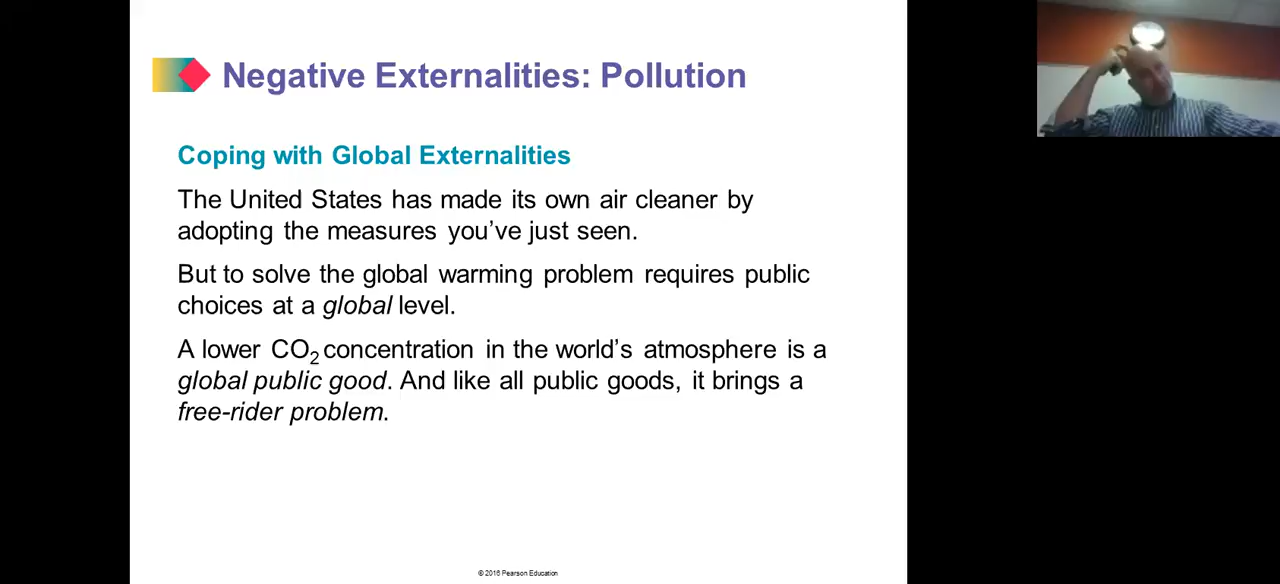 Negative Externalities: Pollution
Coping with Global Externalities
The United States has made its own air cleaner by
adopting the measures you’ve just seen.
But to solve the global warming problem requires public
choices at a global level.
A lower CO₂ concentration in the world’s atmosphere is a
global public good. And like all public goods, it brings a
free-rider problem.
© 2016 Pearson Education